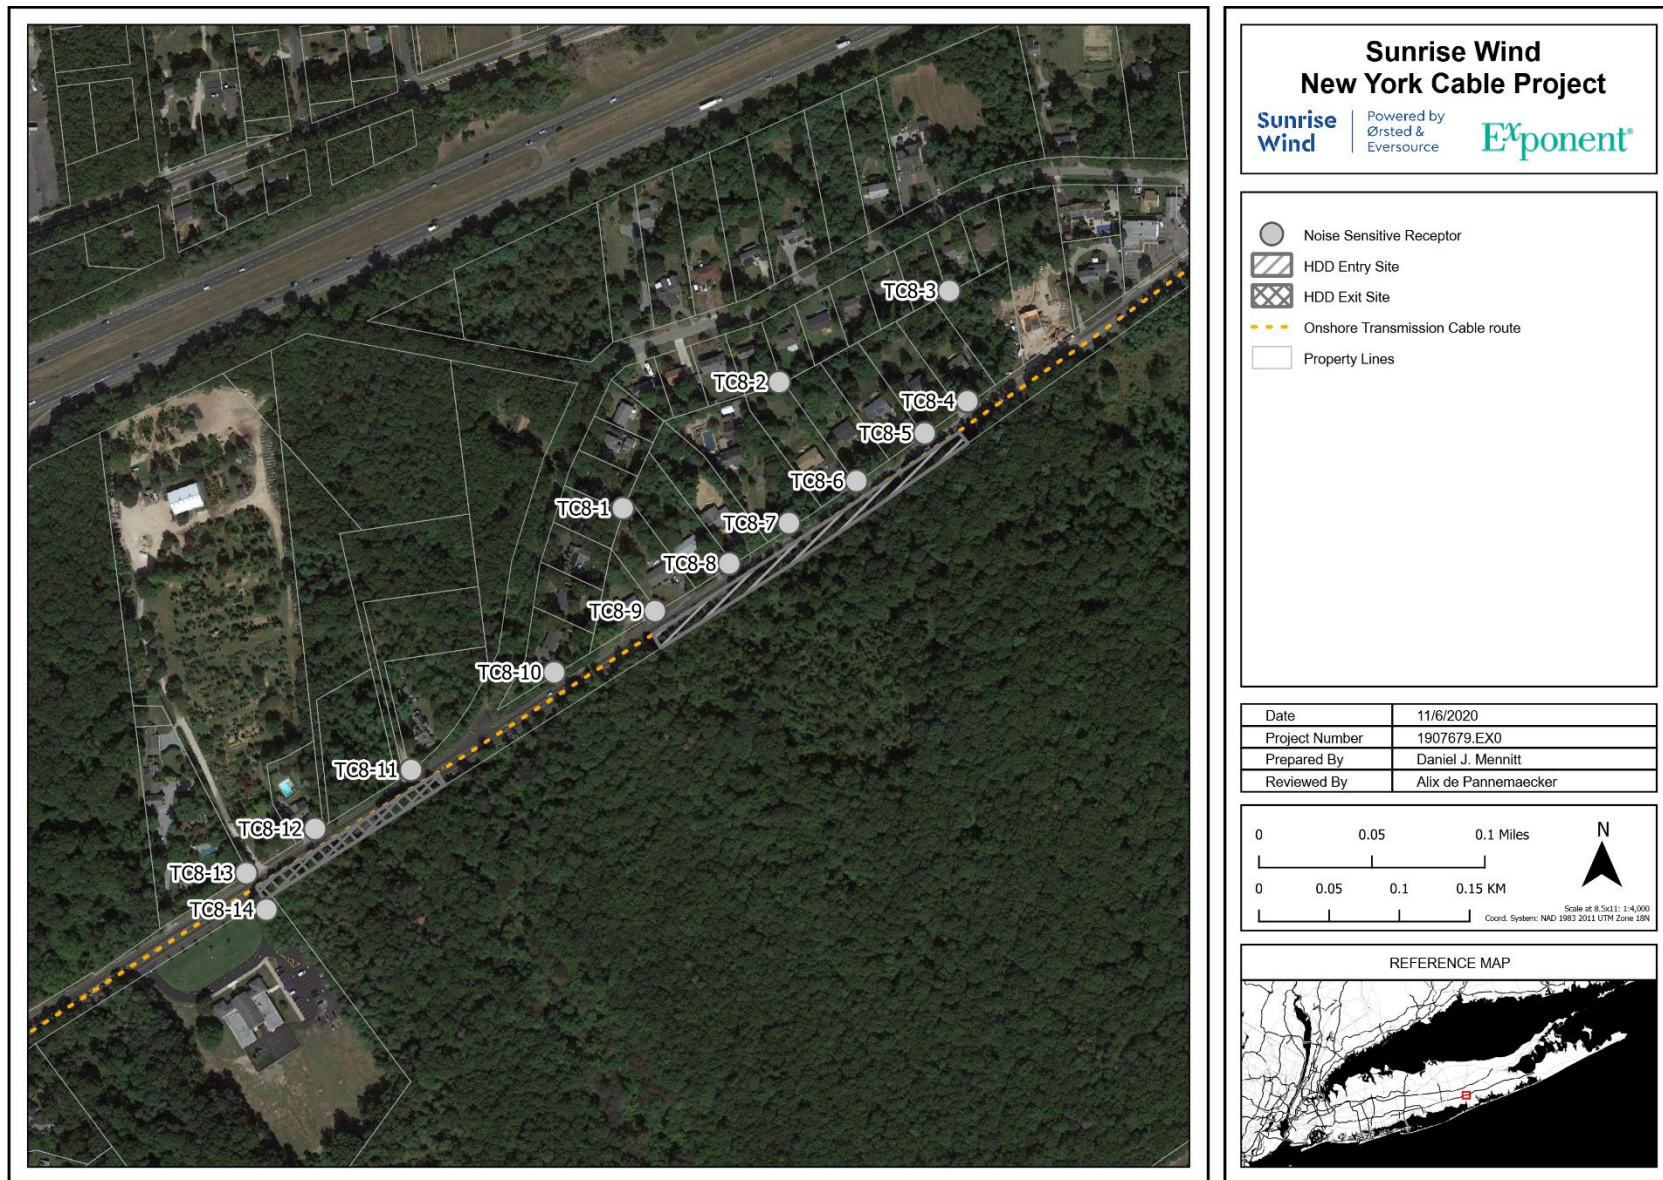 Sunrise Wind
New York Cable Project
Sunrise
Wind
Powered by
Ørsted &
Eversource
Exponent®
Noise Sensitive Receptor
HDD Entry Site
HDD Exit Site
Onshore Transmission Cable route
Property Lines
TC8-3
TC8-2
TC8-4
TC8-5
TC8-6
TC8-1
TC8-7
TC8-8
TC8-9
TC8-10
TC8-11
TC8-12
TC8-13
TC8-14
Date 11/6/2020
Project Number 1907679.EX0
Prepared By Daniel J. Mennitt
Reviewed By Alix de Pannemaecker
0 0.05 0.1 Miles
0 0.05 0.1 0.15 KM
N
Scale at 8.5x11: 1:4,000
Coord. System: NAD 1983 2011 UTM Zone 18N
REFERENCE MAP